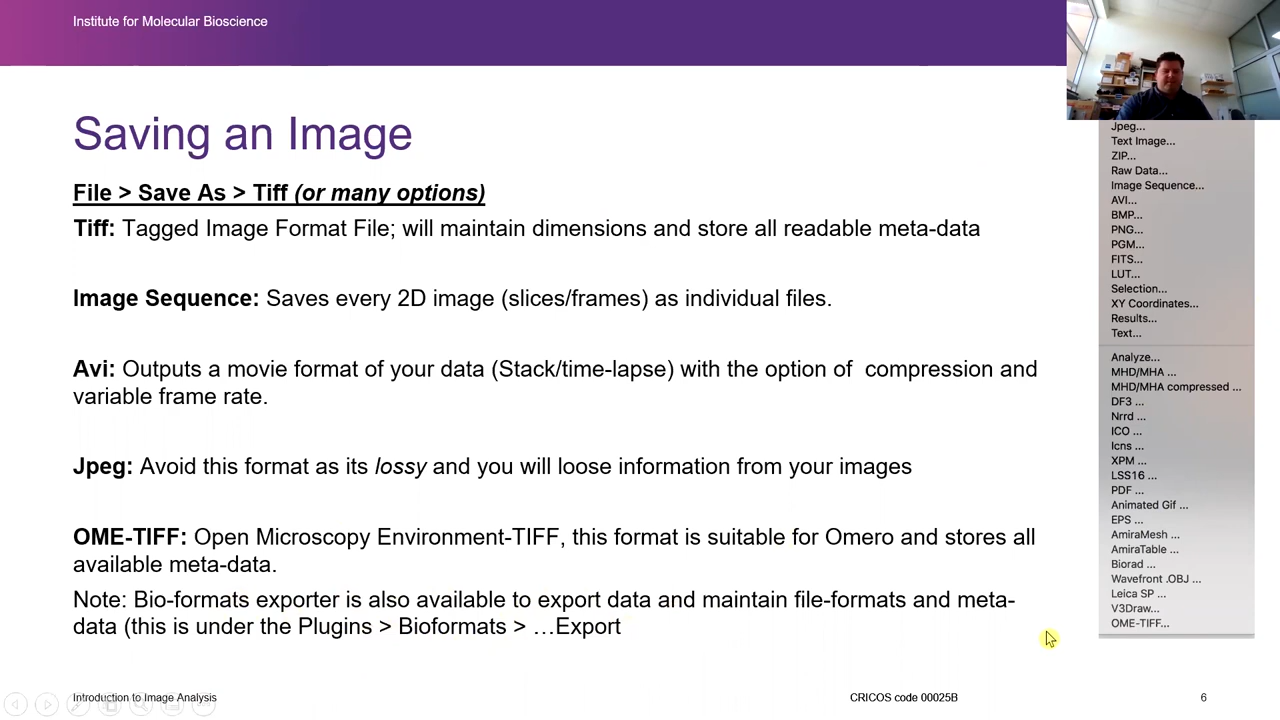 Institute for Molecular Bioscience
Saving an Image
File > Save As > Tiff (or many options)
Tiff: Tagged Image Format File; will maintain dimensions and store all readable meta-data
Image Sequence: Saves every 2D image (slices/frames) as individual files.
Avi: Outputs a movie format of your data (Stack/time-lapse) with the option of  compression and
variable frame rate.
Jpeg: Avoid this format as its lossy and you will loose information from your images
OME-TIFF: Open Microscopy Environment-TIFF, this format is suitable for Omero and stores all
available meta-data.
Note: Bio-formats exporter is also available to export data and maintain file-formats and meta-
data (this is under the Plugins > Bioformats > …Export
Jpeg...
Text Image...
ZIP...
Raw Data...
Image Sequence...
AVI...
BMP...
PNG...
PGM...
FITS...
LUT...
Selection...
XY Coordinates...
Results...
Text...
Analyze...
MHD/MHA ...
MHD/MHA compressed ...
DF3 ...
Nrrd ...
ICO ...
Icns ...
XPM ...
LSS16 ...
PDF ...
Animated Gif ...
EPS ...
AmiraMesh ...
AmiraTable ...
Biorad ...
Wavefront .OBJ ...
Leica SP ...
V3Draw...
OME-TIFF...
Introduction to Image Analysis
CRICOS code 00025B
6